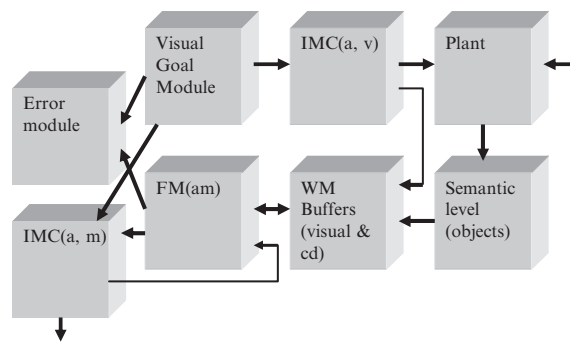 Visual
Goal
Module
IMC(a, v)
Plant
Error
module
FM(am)
WM
Buffers
(visual &
cd)
Semantic
level
(objects)
IMC(a, m)